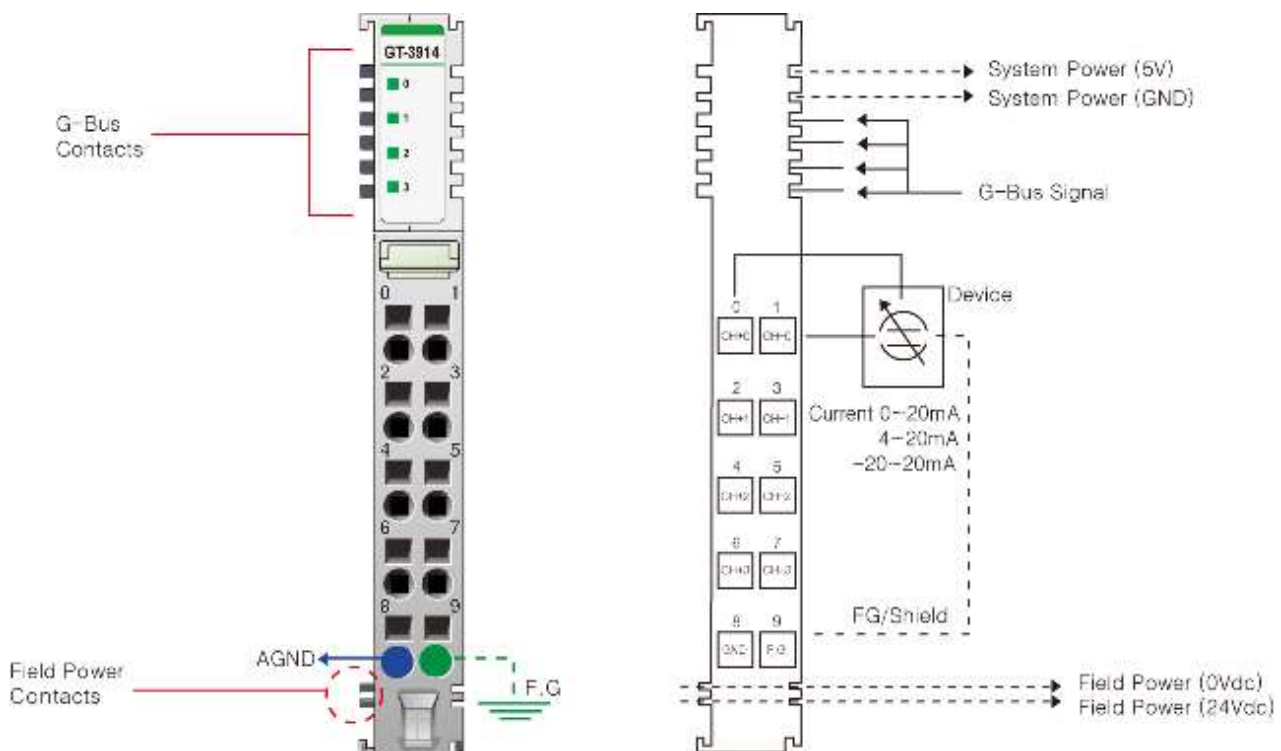 GT-3914
0
1
2
3
G-Bus
Contacts
0 1
2 3
4 5
6 7
8 9
AGND
F.G
Field Power
Contacts
System Power (5V)
System Power (GND)
G-Bus Signal
Device
0 1
CH+0 CH-0
2 3
CH+1 CH-1
Current 0~20mA
4~20mA
-20~20mA
4 5
CH+2 CH-2
6 7
CH+3 CH-3
FG/Shield
8 9
GND F.G
Field Power (0Vdc)
Field Power (24Vdc)